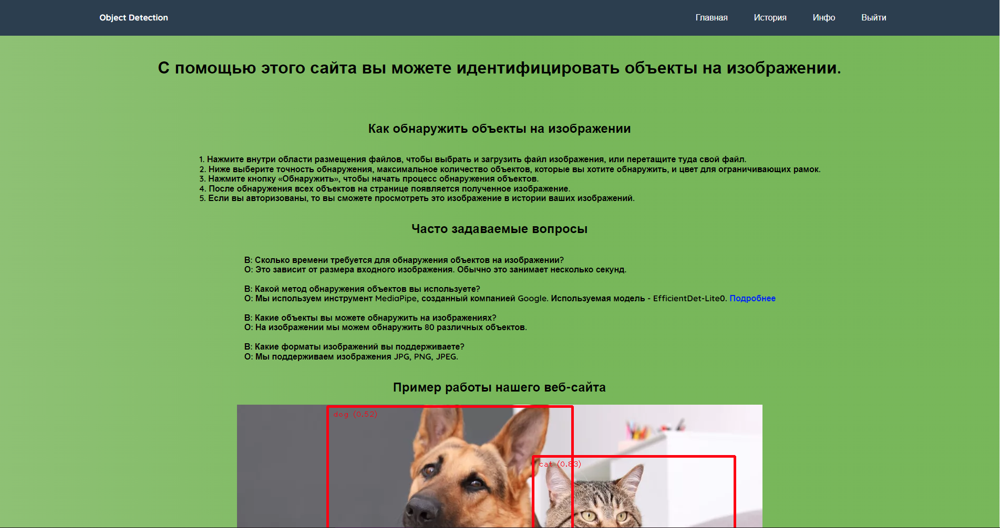 Object Detection
Главная
История
Инфо
Выйти
С помощью этого сайта вы можете идентифицировать объекты на изображении.
Как обнаружить объекты на изображении
1. Нажмите внутри области размещения файлов, чтобы выбрать и загрузить файл изображения, или перетащите туда свой файл.
2. Ниже выберите точность обнаружения, максимальное количество объектов, которые вы хотите обнаружить, и цвет для ограничивающих рамок.
3. Нажмите кнопку «Обнаружить», чтобы начать процесс обнаружения объектов.
4. После обнаружения всех объектов на странице появляется полученное изображение.
5. Если вы авторизованы, то вы сможете просмотреть это изображение в истории ваших изображений.
Часто задаваемые вопросы
В: Сколько времени требуется для обнаружения объектов на изображении?
О: Это зависит от размера входного изображения. Обычно это занимает несколько секунд.
В: Какой метод обнаружения объектов вы используете?
О: Мы используем инструмент MediaPipe, созданный компанией Google. Используемая модель - EfficientDet-Lite0. Подробнее
В: Какие объекты вы можете обнаружить на изображениях?
О: На изображении мы можем обнаружить 80 различных объектов.
В: Какие форматы изображений вы поддерживаете?
О: Мы поддерживаем изображения JPG, PNG, JPEG.
Пример работы нашего веб-сайта
dog (0.52)
cat (0.83)